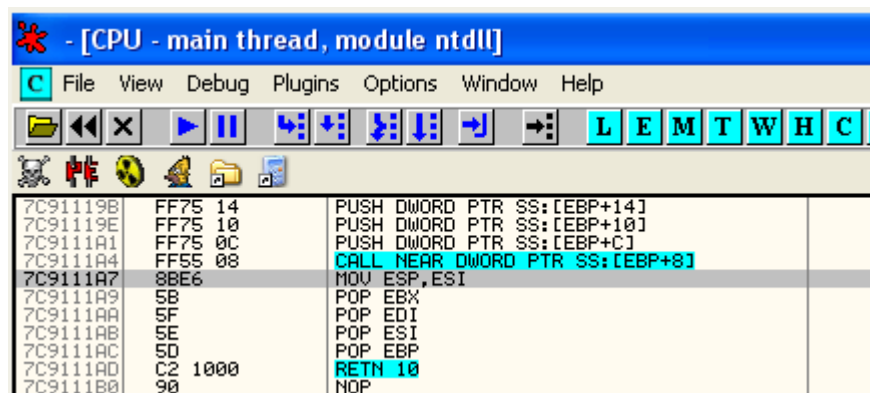 - [CPU - main thread, module ntdll]
C File View Debug Plugins Options Window Help
L E M T W H C
7C91119B FF75 14 PUSH DWORD PTR SS:[EBP+14]
7C91119E FF75 10 PUSH DWORD PTR SS:[EBP+10]
7C9111A1 FF75 0C PUSH DWORD PTR SS:[EBP+C]
7C9111A4 FF55 08 CALL NEAR DWORD PTR SS:[EBP+8]
7C9111A7 8BE6 MOV ESP,ESI
7C9111A9 5B POP EBX
7C9111AA 5F POP EDI
7C9111AB 5E POP ESI
7C9111AC 5D POP EBP
7C9111AD C2 1000 RETN 10
7C9111B0 90 NOP